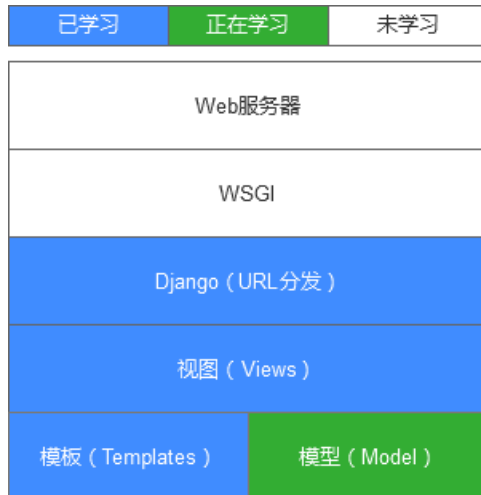 已学习 正在学习 未学习
Web服务器
WSGI
Django（URL分发）
视图（Views）
模板（Templates） 模型（Model）